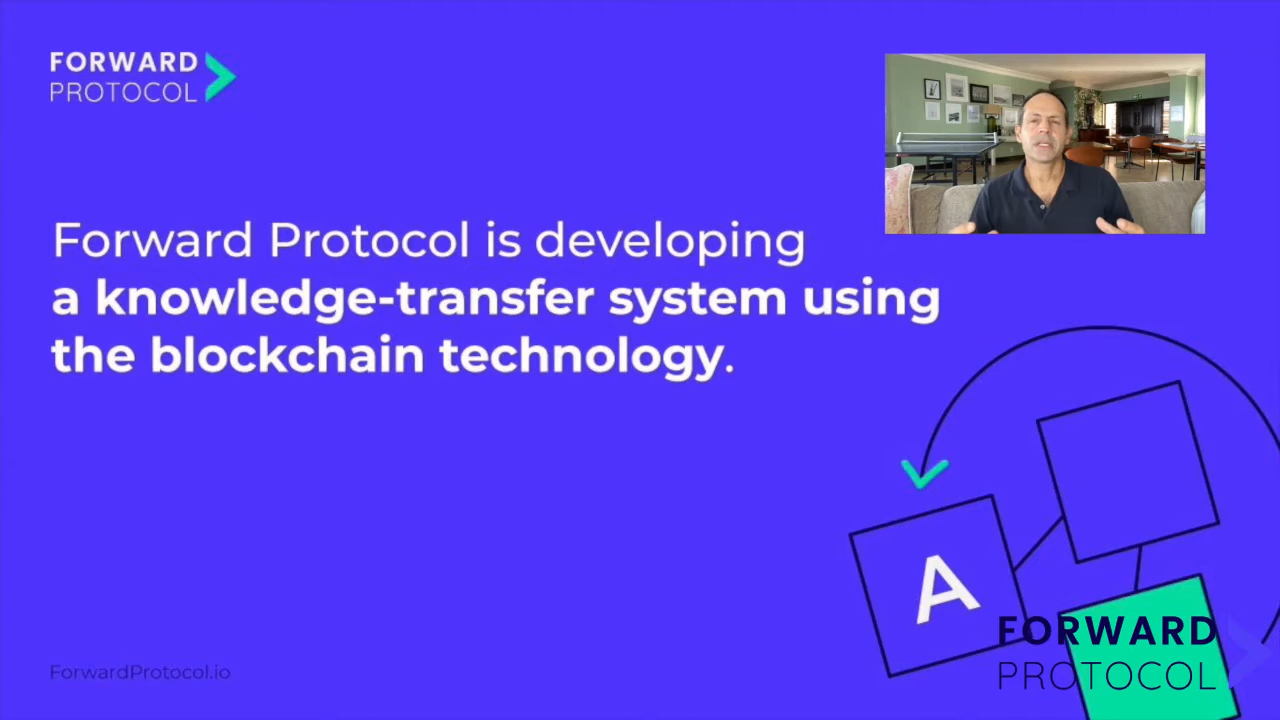 FORWARD
PROTOCOL
Forward Protocol is developing
a knowledge-transfer system using
the blockchain technology.
A
FORWARD
PROTOCOL
ForwardProtocol.io